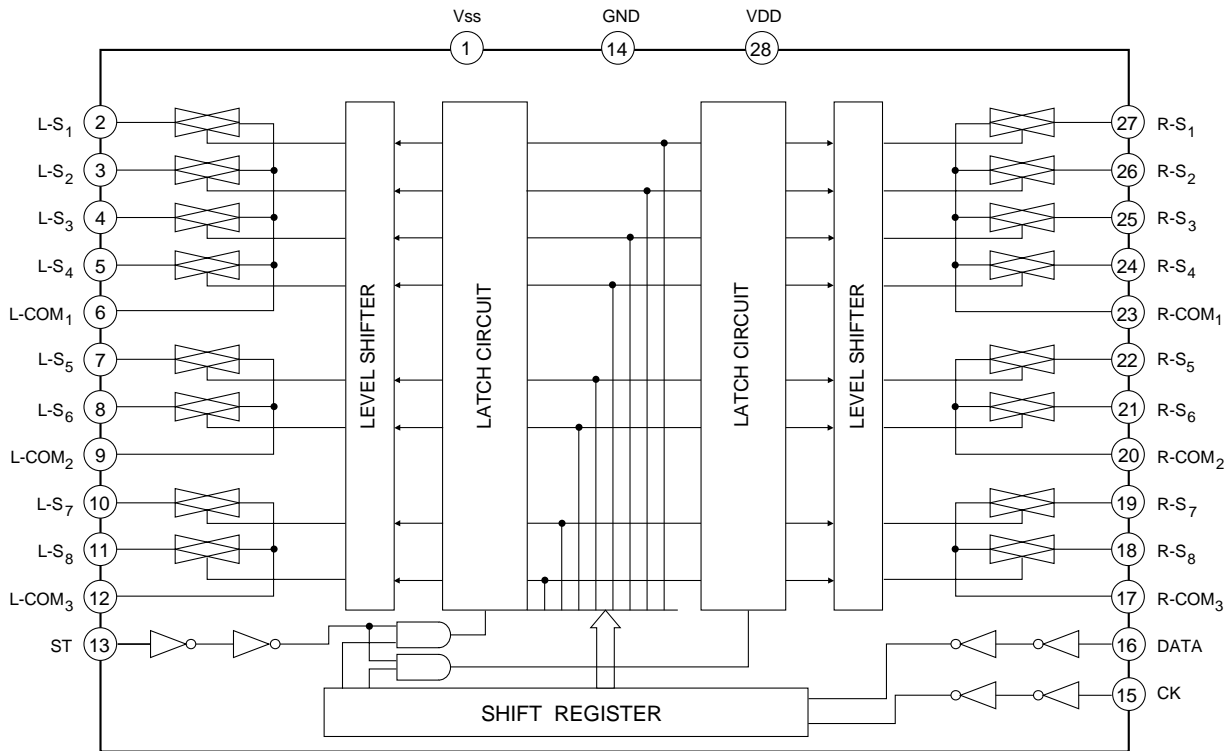 Vss GND VDD
1 14 28
L-S1 2 27 R-S1
L-S2 3 26 R-S2
L-S3 4 25 R-S3
L-S4 5 24 R-S4
L-COM1 6 23 R-COM1
L-S5 7 22 R-S5
L-S6 8 21 R-S6
L-COM2 9 20 R-COM2
L-S7 10 19 R-S7
L-S8 11 18 R-S8
L-COM3 12 17 R-COM3
ST 13 16 DATA
15 CK
LEVEL SHIFTER
LATCH CIRCUIT
LATCH CIRCUIT
LEVEL SHIFTER
SHIFT REGISTER